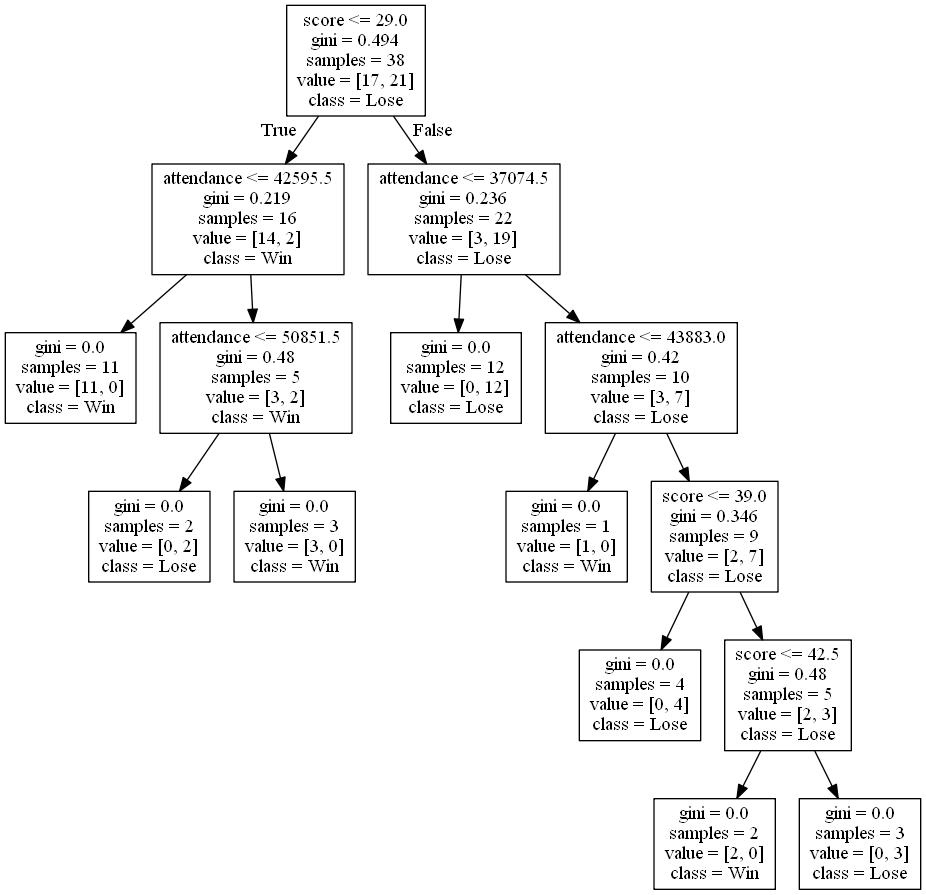 score <= 29.0
gini = 0.494
samples = 38
value = [17, 21]
class = Lose
True
False
attendance <= 42595.5
gini = 0.219
samples = 16
value = [14, 2]
class = Win
attendance <= 37074.5
gini = 0.236
samples = 22
value = [3, 19]
class = Lose
gini = 0.0
samples = 11
value = [11, 0]
class = Win
attendance <= 50851.5
gini = 0.48
samples = 5
value = [3, 2]
class = Win
gini = 0.0
samples = 12
value = [0, 12]
class = Lose
attendance <= 43883.0
gini = 0.42
samples = 10
value = [3, 7]
class = Lose
gini = 0.0
samples = 2
value = [0, 2]
class = Lose
gini = 0.0
samples = 3
value = [3, 0]
class = Win
gini = 0.0
samples = 1
value = [1, 0]
class = Win
score <= 39.0
gini = 0.346
samples = 9
value = [2, 7]
class = Lose
gini = 0.0
samples = 4
value = [0, 4]
class = Lose
score <= 42.5
gini = 0.48
samples = 5
value = [2, 3]
class = Lose
gini = 0.0
samples = 2
value = [2, 0]
class = Win
gini = 0.0
samples = 3
value = [0, 3]
class = Lose